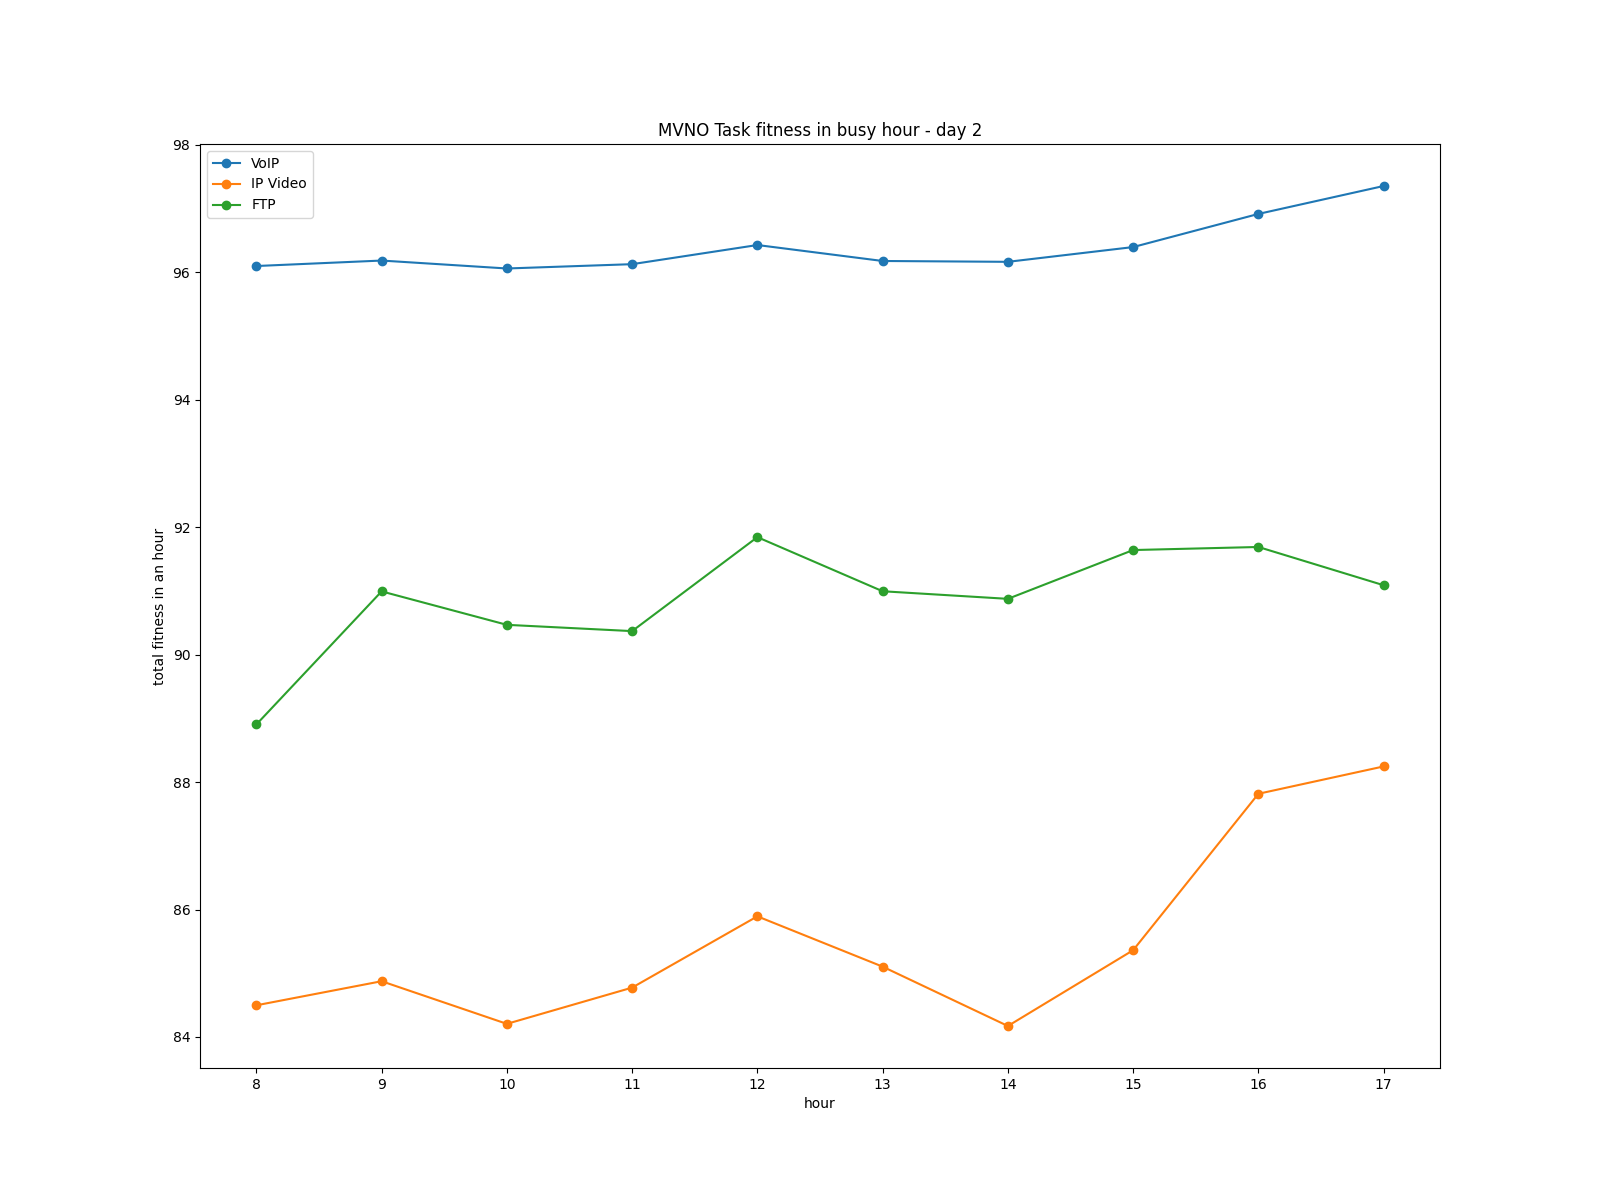 MVNO Task fitness in busy hour - day 2
VoIP
IP Video
FTP
total fitness in an hour
98
96
94
92
90
88
86
84
8 9 10 11 12 13 14 15 16 17
hour